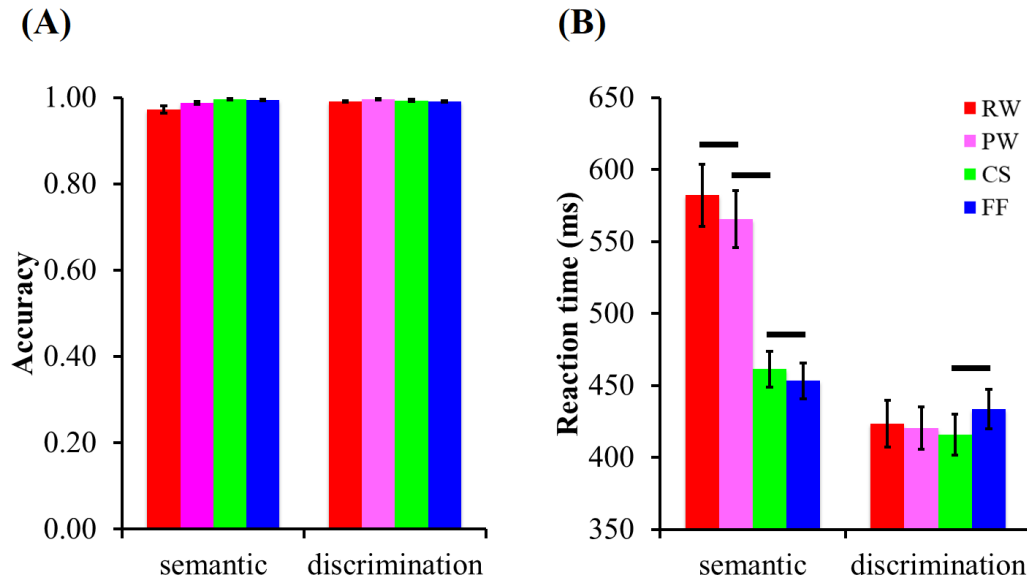 (A)
Accuracy
1.00
0.80
0.60
0.40
0.20
0.00
semantic
discrimination
(B)
Reaction time (ms)
650
600
550
500
450
400
350
semantic
discrimination
RW
PW
CS
FF